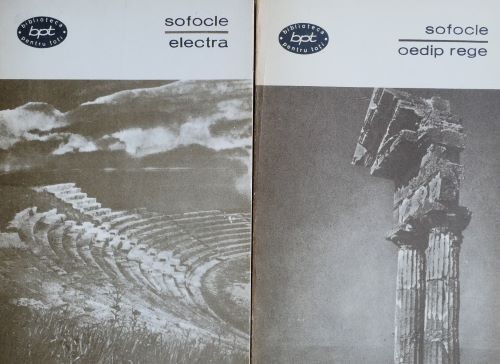 biblioteca
bpt
pentru toți
sofocle
electra
biblioteca
bpt
pentru toți
sofocle
oedip rege